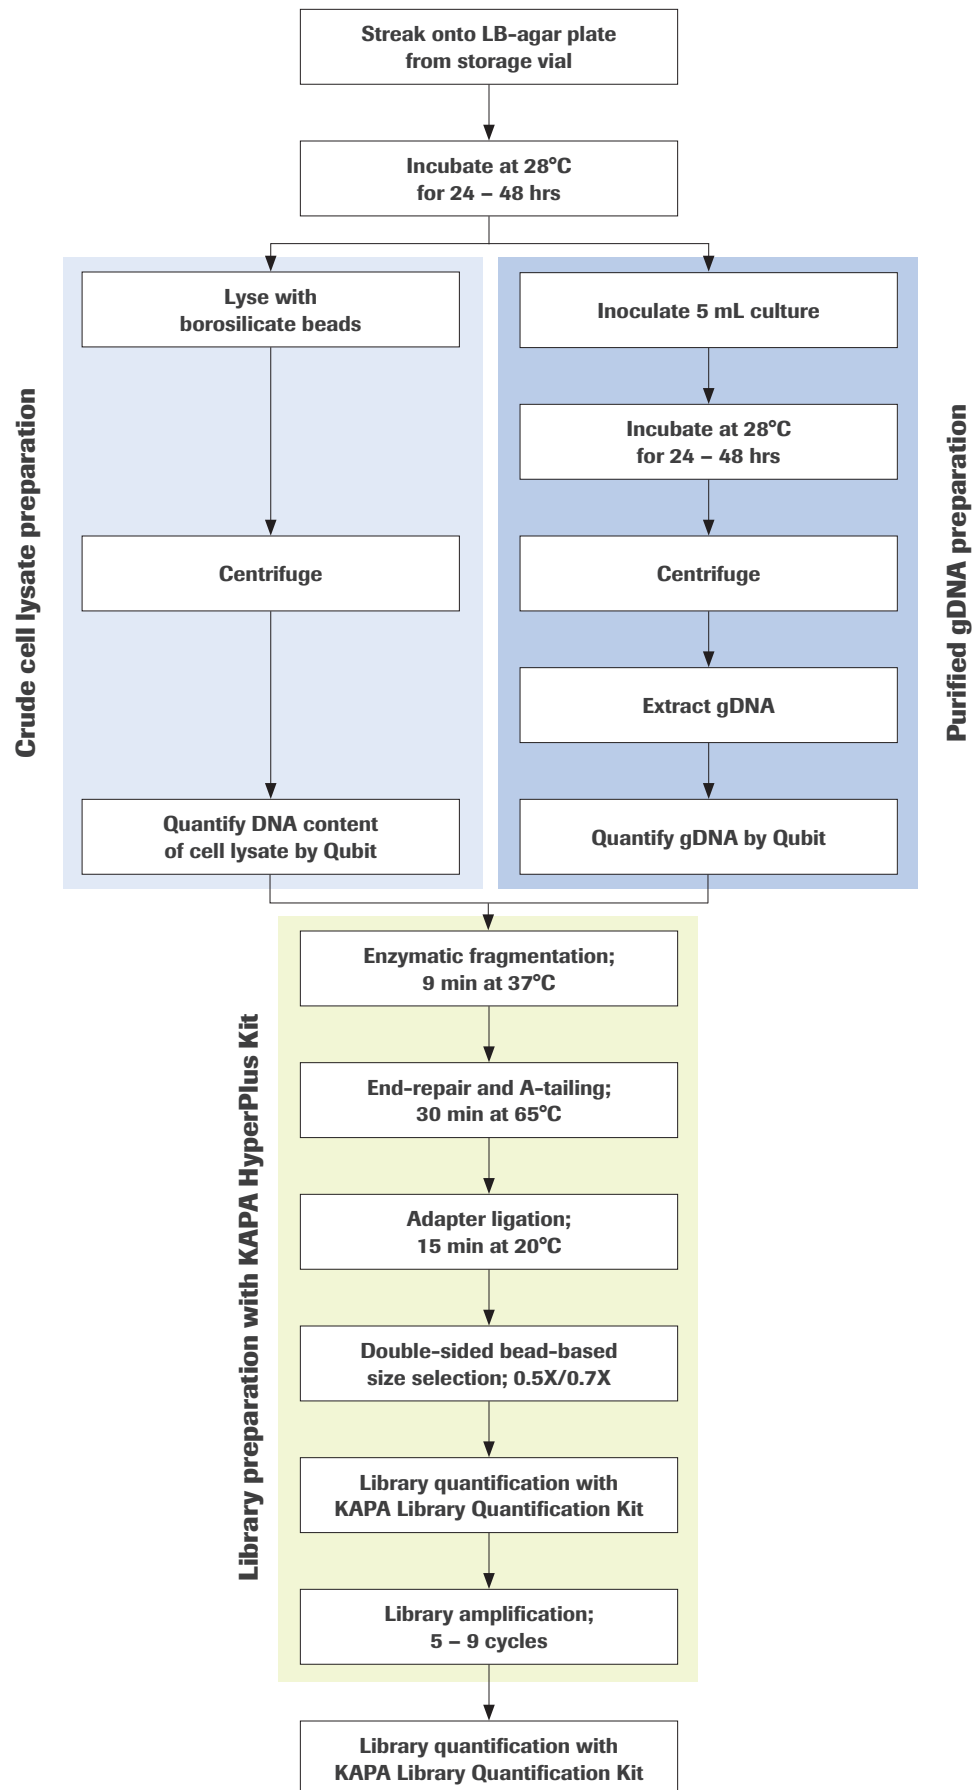 Streak onto LB-agar plate
from storage vial
Incubate at 28°C
for 24 – 48 hrs
Crude cell lysate preparation
Lyse with
borosilicate beads
Centrifuge
Quantify DNA content
of cell lysate by Qubit
Purified gDNA preparation
Inoculate 5 mL culture
Incubate at 28°C
for 24 – 48 hrs
Centrifuge
Extract gDNA
Quantify gDNA by Qubit
Library preparation with KAPA HyperPlus Kit
Enzymatic fragmentation;
9 min at 37°C
End-repair and A-tailing;
30 min at 65°C
Adapter ligation;
15 min at 20°C
Double-sided bead-based
size selection; 0.5X/0.7X
Library quantification with
KAPA Library Quantification Kit
Library amplification;
5 – 9 cycles
Library quantification with
KAPA Library Quantification Kit